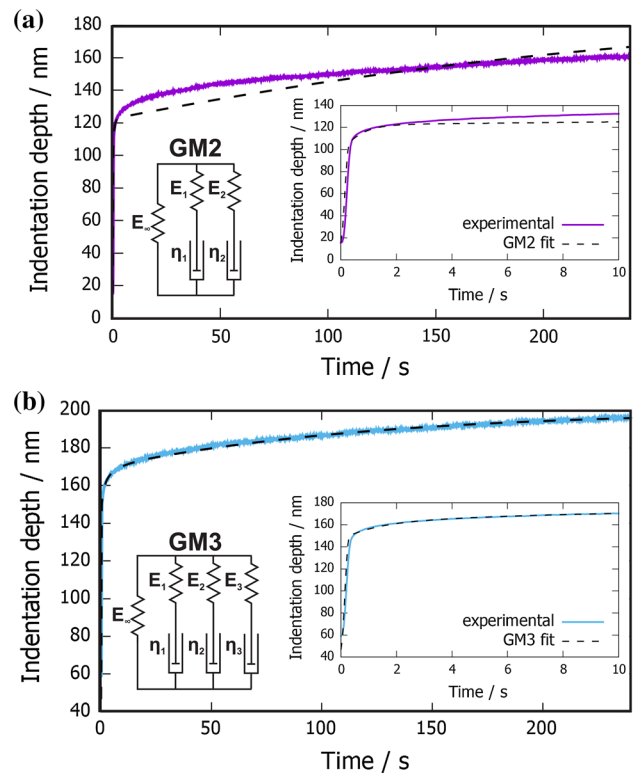 (a)
200
180
160
140
120
100
80
60
40
20
0
Indentation depth / nm
0 50 100 150 200
Time / s
GM2
E∞ E1 E2
η1 η2
140
120
100
80
60
40
20
0
Indentation depth / nm
0 2 4 6 8 10
Time / s
experimental
GM2 fit
(b)
200
180
160
140
120
100
80
60
40
Indentation depth / nm
0 50 100 150 200
Time / s
GM3
E∞ E1 E2 E3
η1 η2 η3
180
160
140
120
100
80
60
40
Indentation depth / nm
0 2 4 6 8 10
Time / s
experimental
GM3 fit